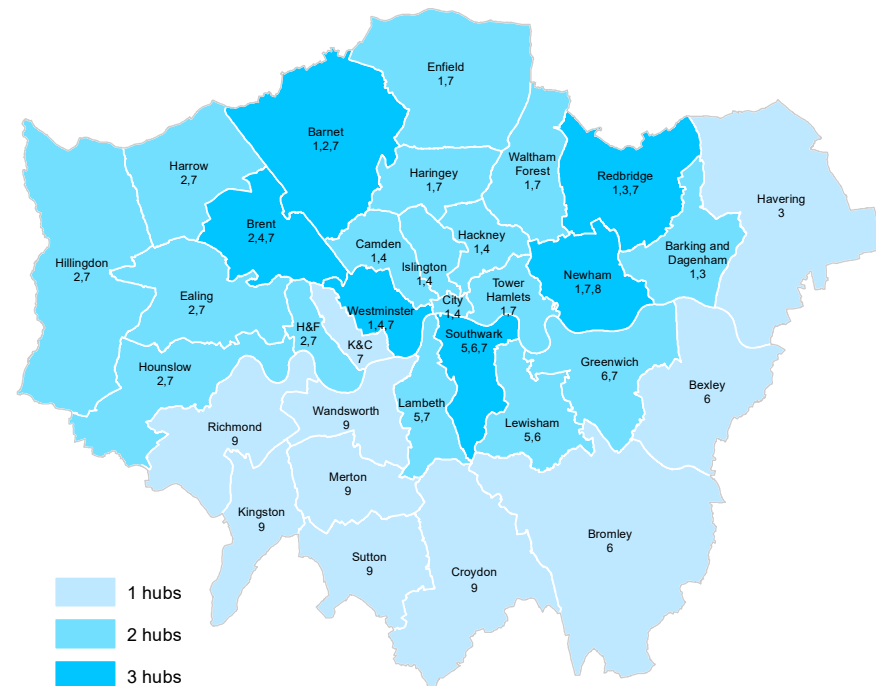 Enfield
1,7
Barnet
1,2,7
Harrow
2,7
Haringey
1,7
Waltham
Forest
1,7
Redbridge
1,3,7
Havering
3
Brent
2,4,7
Camden
1,4
Hackney
1,4
Islington
1,4
Barking and
Dagenham
1,3
Hillingdon
2,7
Newham
1,7,8
Ealing
2,7
Tower
Hamlets
1,7
City
1,4
Westminster
1,4,7
H&F
2,7
K&C
7
Southwark
5,6,7
Hounslow
2,7
Greenwich
6,7
Bexley
6
Lambeth
5,7
Wandsworth
9
Richmond
9
Lewisham
5,6
Merton
9
Kingston
9
Bromley
6
Sutton
9
Croydon
9
1 hubs
2 hubs
3 hubs